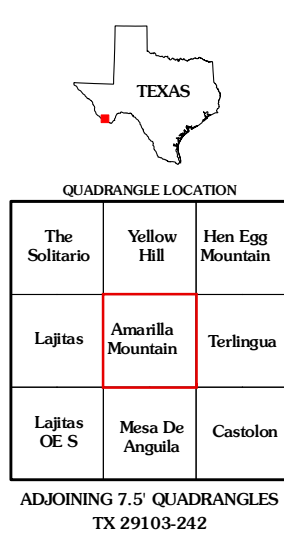 TEXAS
QUADRANGLE LOCATION
The
Solitario
Yellow
Hill
Hen Egg
Mountain
Lajitas
Amarilla
Mountain
Terlingua
Lajitas
OE S
Mesa De
Anguila
Castolon
ADJOINING 7.5' QUADRANGLES
TX 29103-242